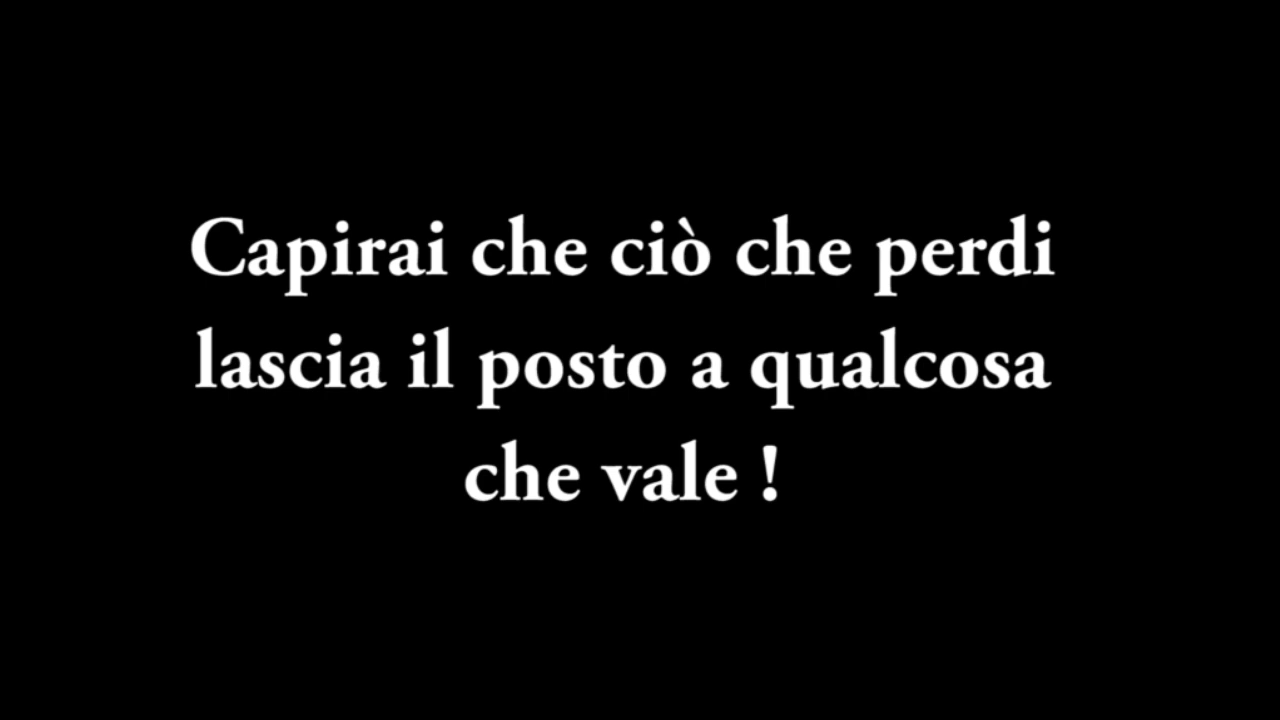 Capirai che ciò che perdi
lascia il posto a qualcosa
che vale !